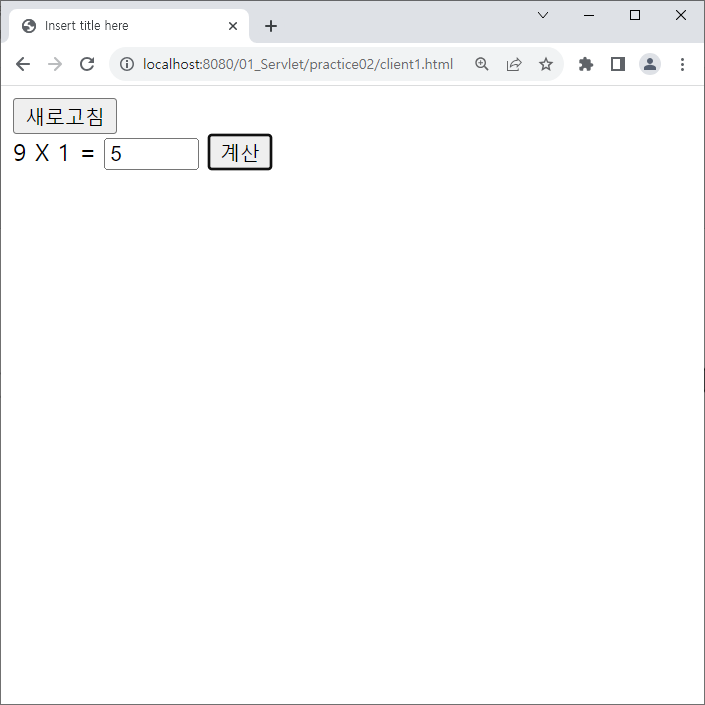 Insert title here
localhost:8080/01_Servlet/practice02/client1.html
새로고침
9 X 1 = 5 계산